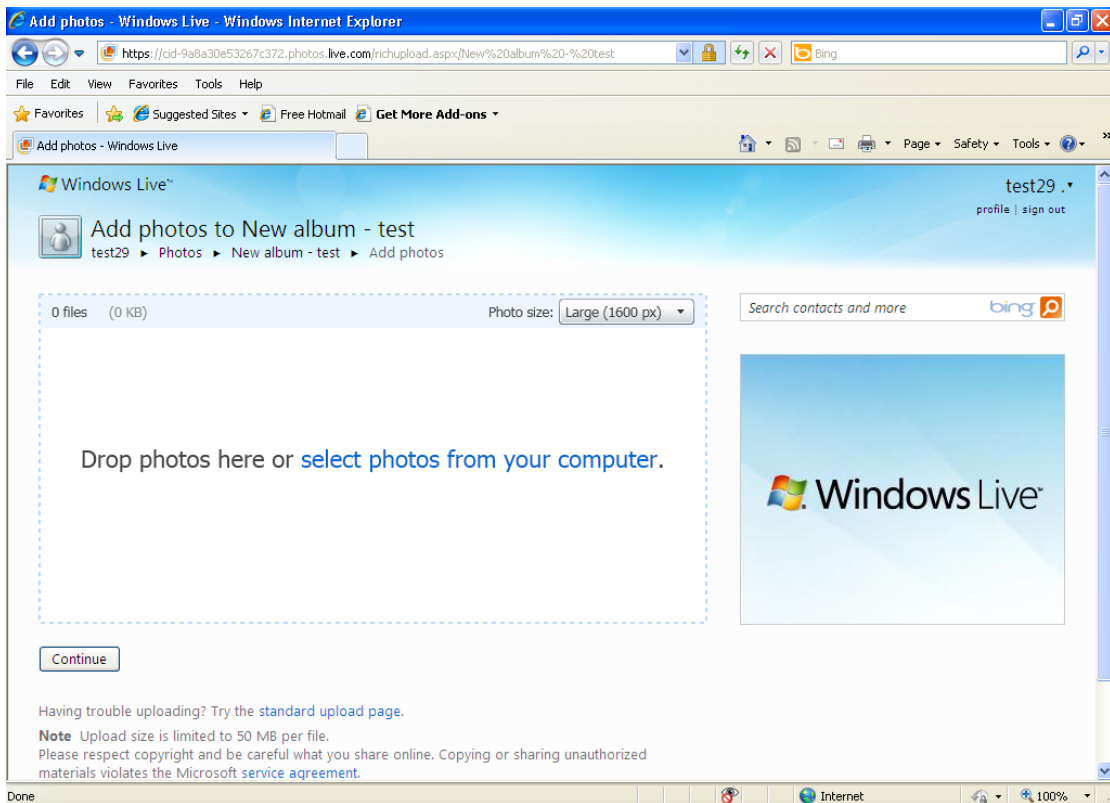 Add photos - Windows Live - Windows Internet Explorer
https://cid-9a8a30e53267c372.photos.live.com/richupload.aspx/New%20album%20-%20test
Bing
File Edit View Favorites Tools Help
Favorites Suggested Sites Free Hotmail Get More Add-ons
Add photos - Windows Live Page Safety Tools »
Windows Live™ test29 .
profile | sign out
Add photos to New album - test
test29 ► Photos ► New album - test ► Add photos
0 files (0 KB) Photo size: Large (1600 px) Search contacts and more bing
Drop photos here or select photos from your computer.
Windows Live™
Continue
Having trouble uploading? Try the standard upload page.
Note Upload size is limited to 50 MB per file.
Please respect copyright and be careful what you share online. Copying or sharing unauthorized
materials violates the Microsoft service agreement.
Done Internet 100%